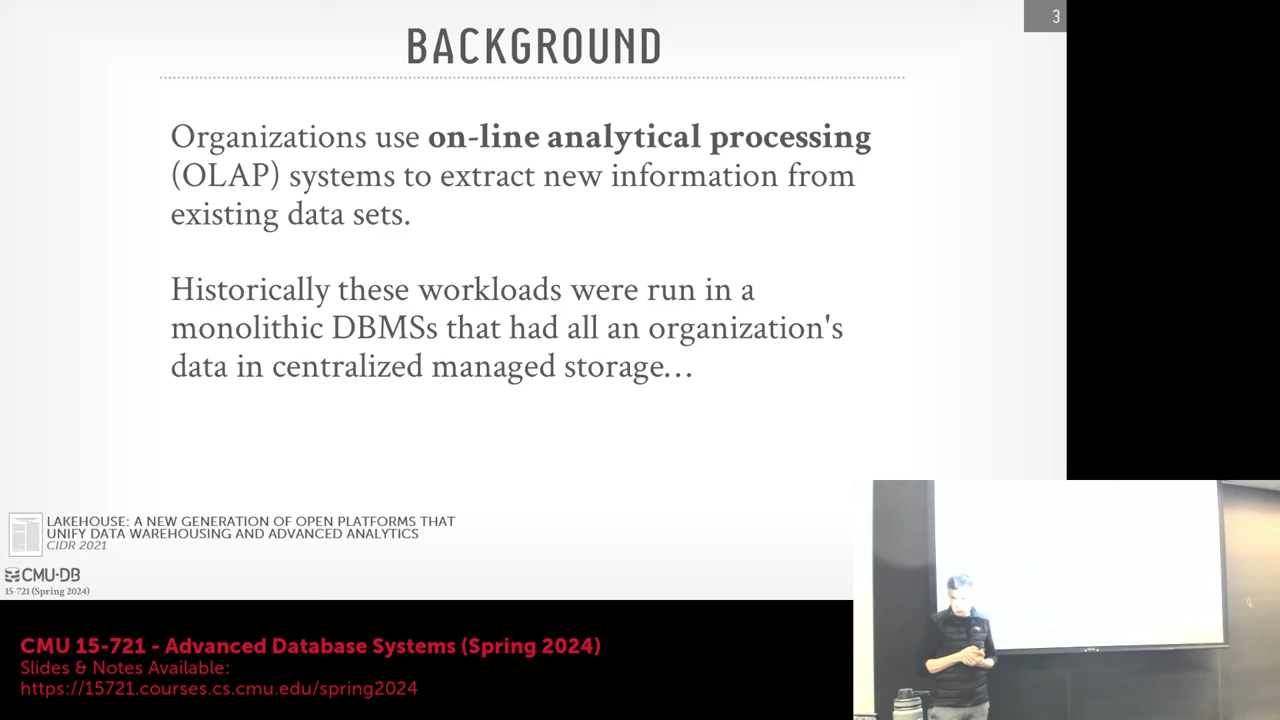 3
BACKGROUND
Organizations use on-line analytical processing
(OLAP) systems to extract new information from
existing data sets.
Historically these workloads were run in a
monolithic DBMSs that had all an organization's
data in centralized managed storage…
LAKEHOUSE: A NEW GENERATION OF OPEN PLATFORMS THAT
UNIFY DATA WAREHOUSING AND ADVANCED ANALYTICS
CIDR 2021
CMU·DB
15-721 (Spring 2024)
CMU 15-721 - Advanced Database Systems (Spring 2024)
Slides & Notes Available:
https://15721.courses.cs.cmu.edu/spring2024